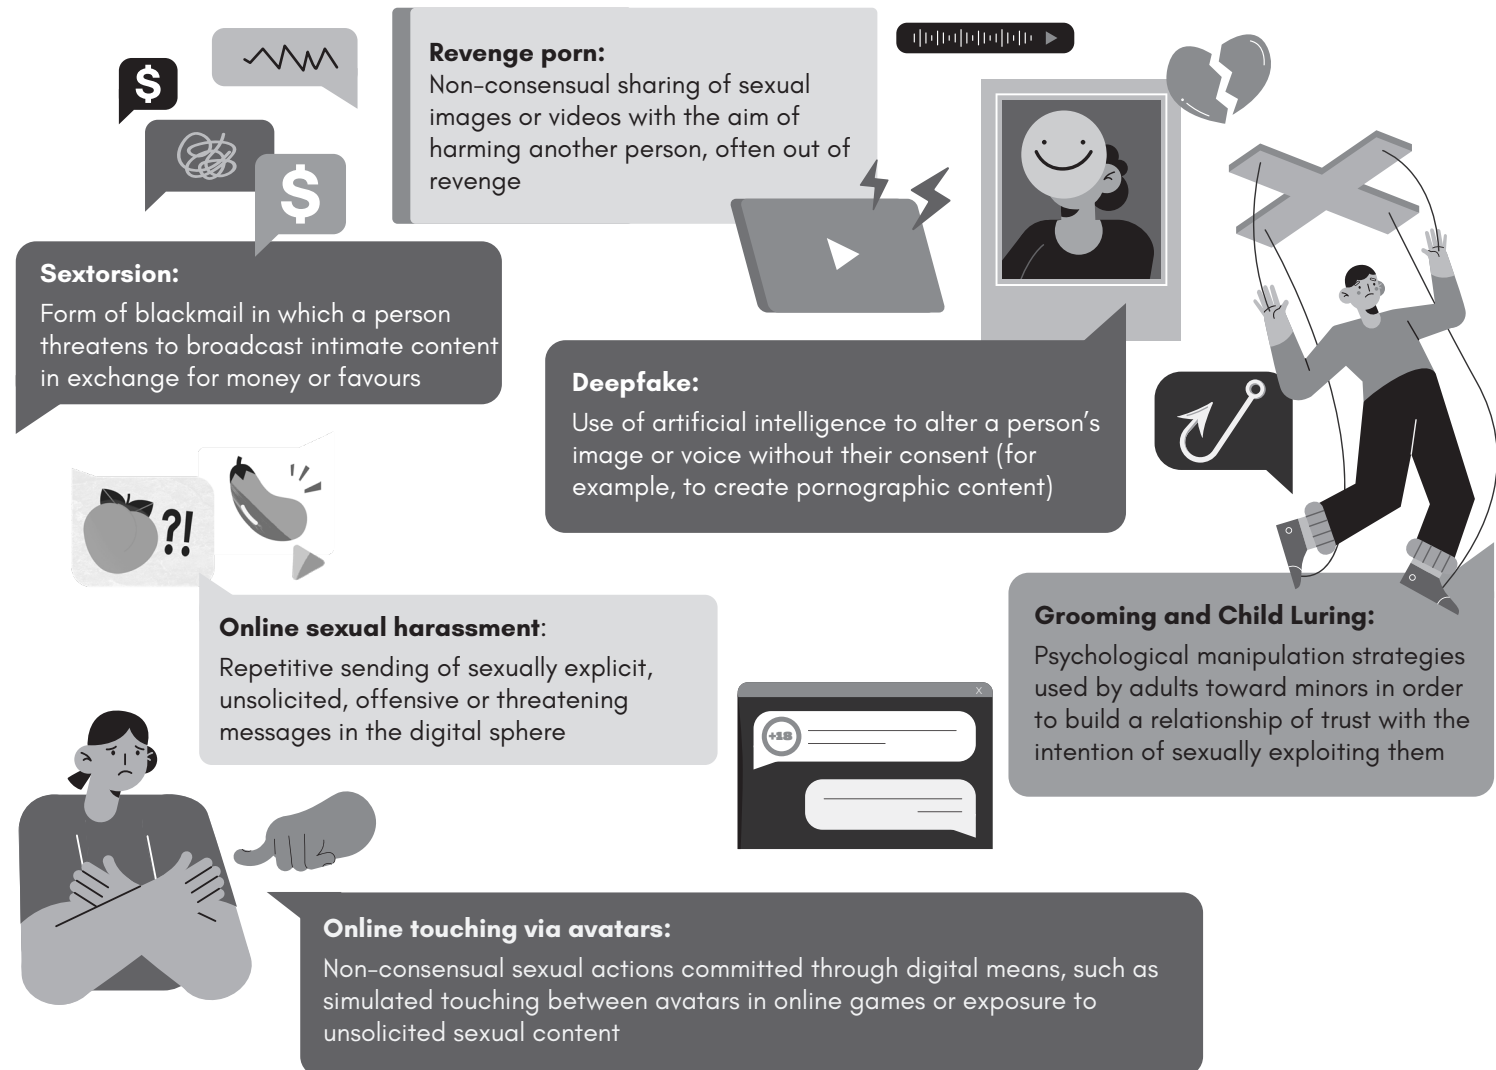 $
$
Revenge porn:
Non-consensual sharing of sexual
images or videos with the aim of
harming another person, often out of
revenge
Sextorsion:
Form of blackmail in which a person
threatens to broadcast intimate content
in exchange for money or favours
Deepfake:
Use of artificial intelligence to alter a person’s
image or voice without their consent (for
example, to create pornographic content)
?!
Online sexual harassment:
Repetitive sending of sexually explicit,
unsolicited, offensive or threatening
messages in the digital sphere
Grooming and Child Luring:
Psychological manipulation strategies
used by adults toward minors in order
to build a relationship of trust with the
intention of sexually exploiting them
X
+18
Online touching via avatars:
Non-consensual sexual actions committed through digital means, such as
simulated touching between avatars in online games or exposure to
unsolicited sexual content